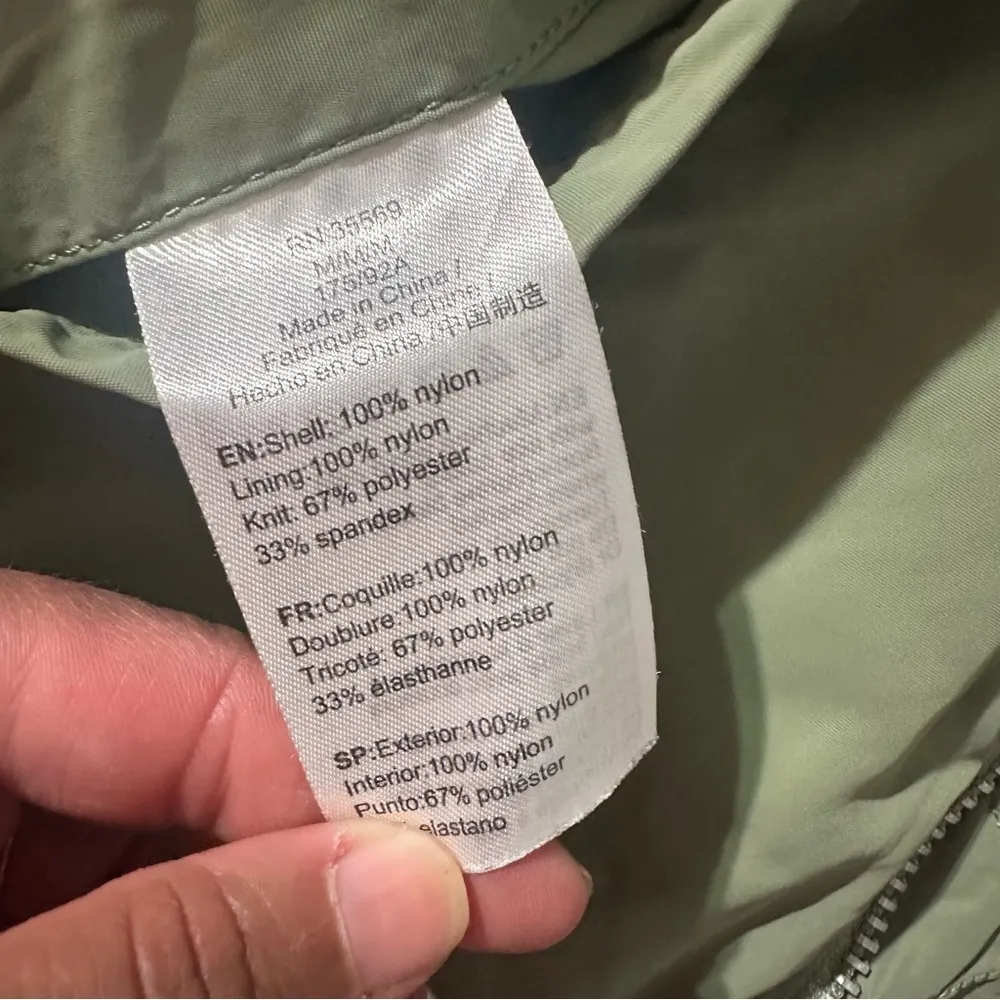 RN 35569
M/M/M
175/92A
Made in China /
Fabriqué en Chine /
Hecho en China /中国制造
EN:Shell: 100% nylon
Lining:100% nylon
Knit: 67% polyester
33% spandex
FR:Coquille:100% nylon
Doublure:100% nylon
Tricoté: 67% polyester
33% élasthanne
SP:Exterior:100% nylon
Interior:100% nylon
Punto:67% poliéster
elastano